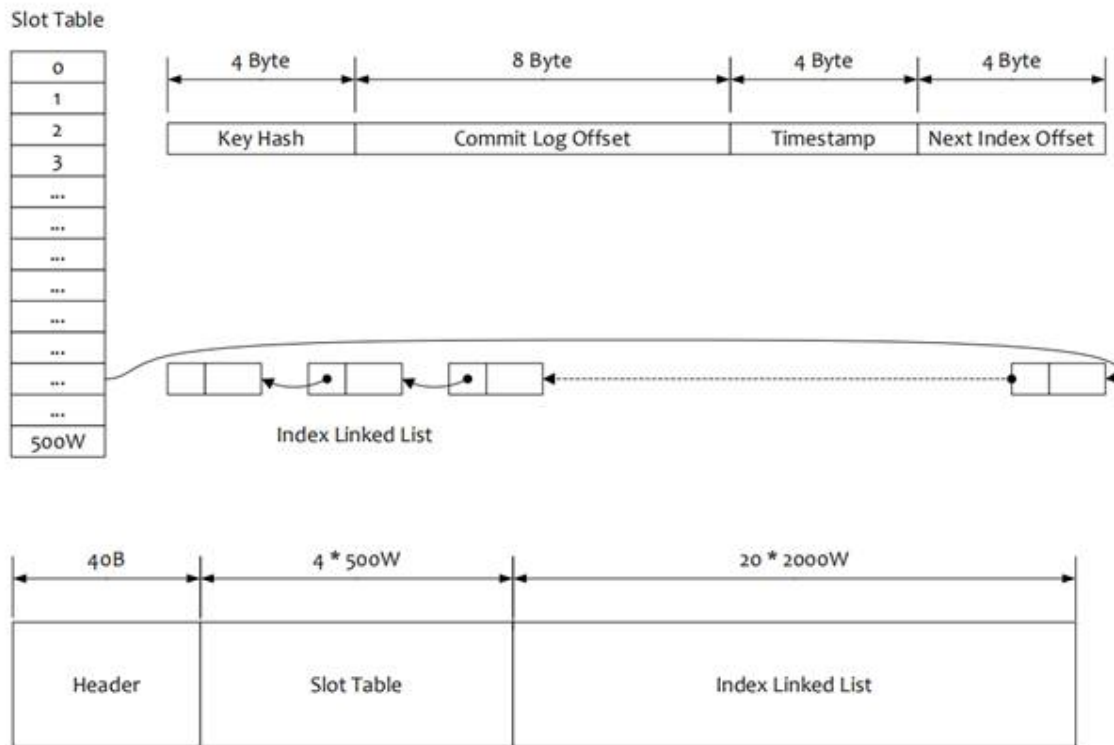 Slot Table
0
1
2
3
...
...
...
...
...
...
...
...
500W
4 Byte 8 Byte 4 Byte 4 Byte
Key Hash Commit Log Offset Timestamp Next Index Offset
Index Linked List
40B 4 * 500W 20 * 2000W
Header Slot Table Index Linked List